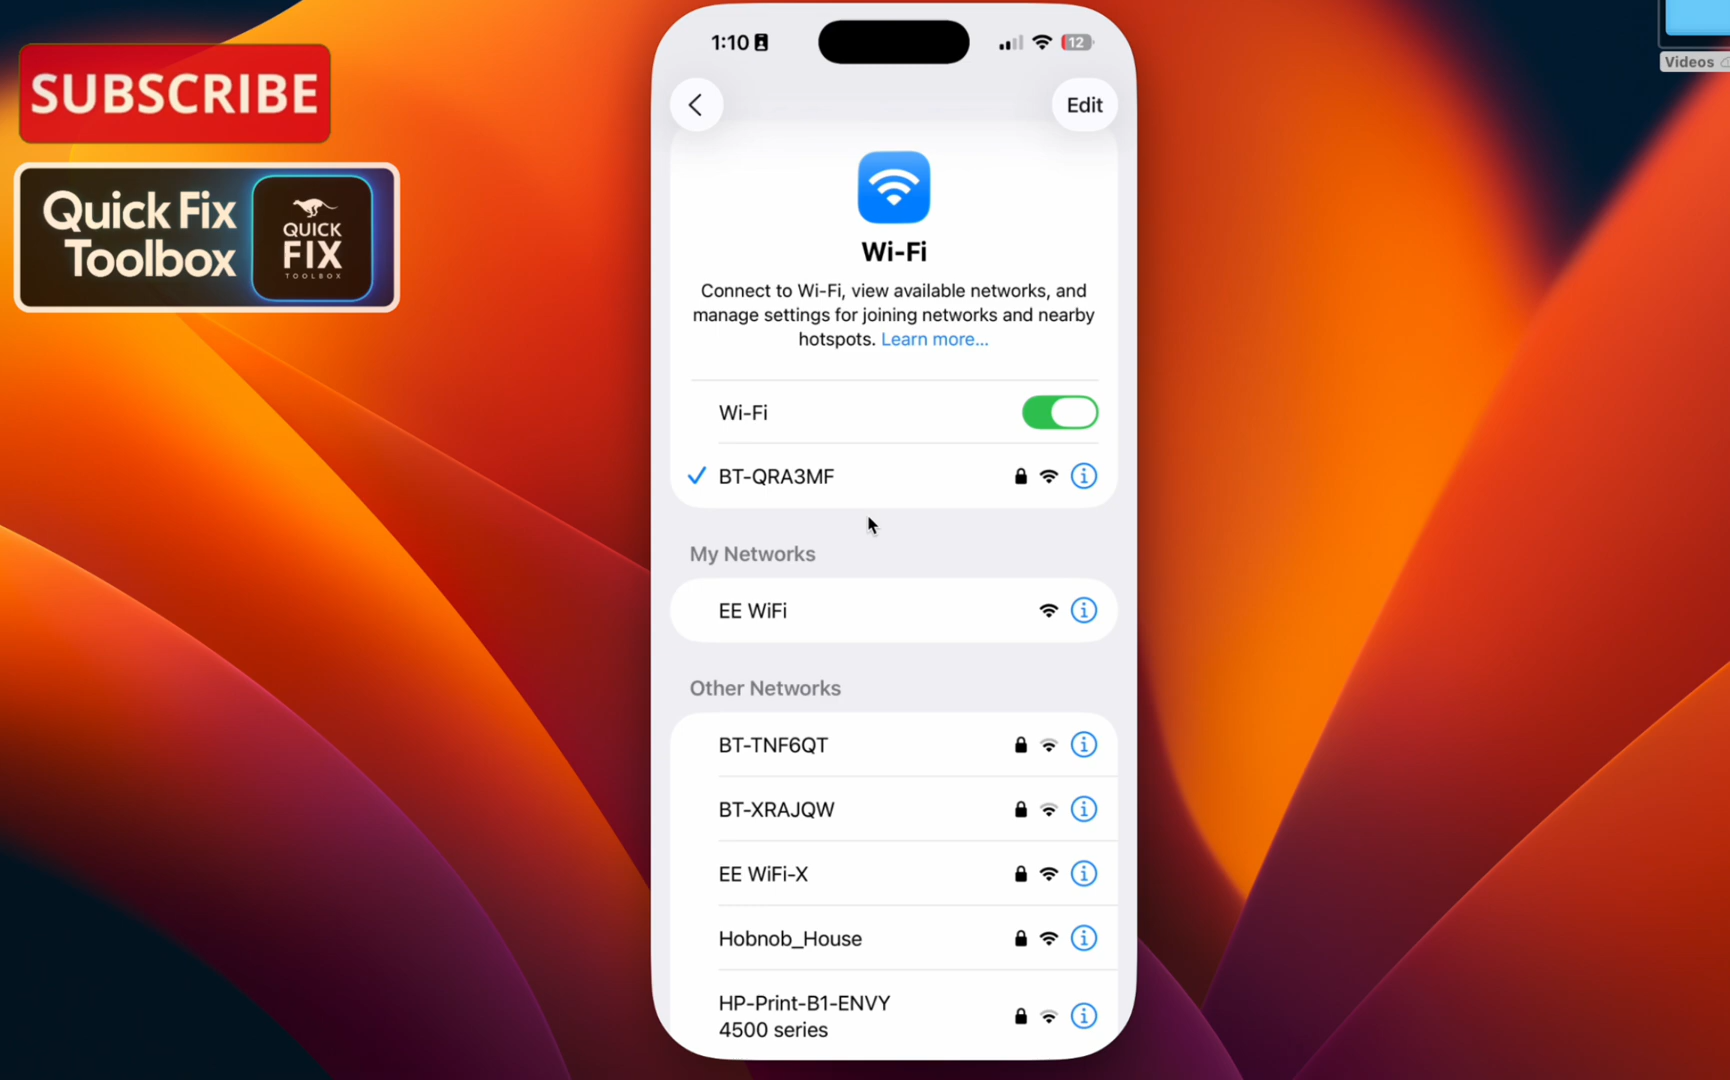 SUBSCRIBE
Quick Fix
Toolbox
QUICK
FIX
TOOLBOX
1:10
12
Videos
Edit
Wi-Fi
Connect to Wi-Fi, view available networks, and
manage settings for joining networks and nearby
hotspots. Learn more...
Wi-Fi
BT-QRA3MF
My Networks
EE WiFi
Other Networks
BT-TNF6QT
BT-XRAJQW
EE WiFi-X
Hobnob_House
HP-Print-B1-ENVY
4500 series